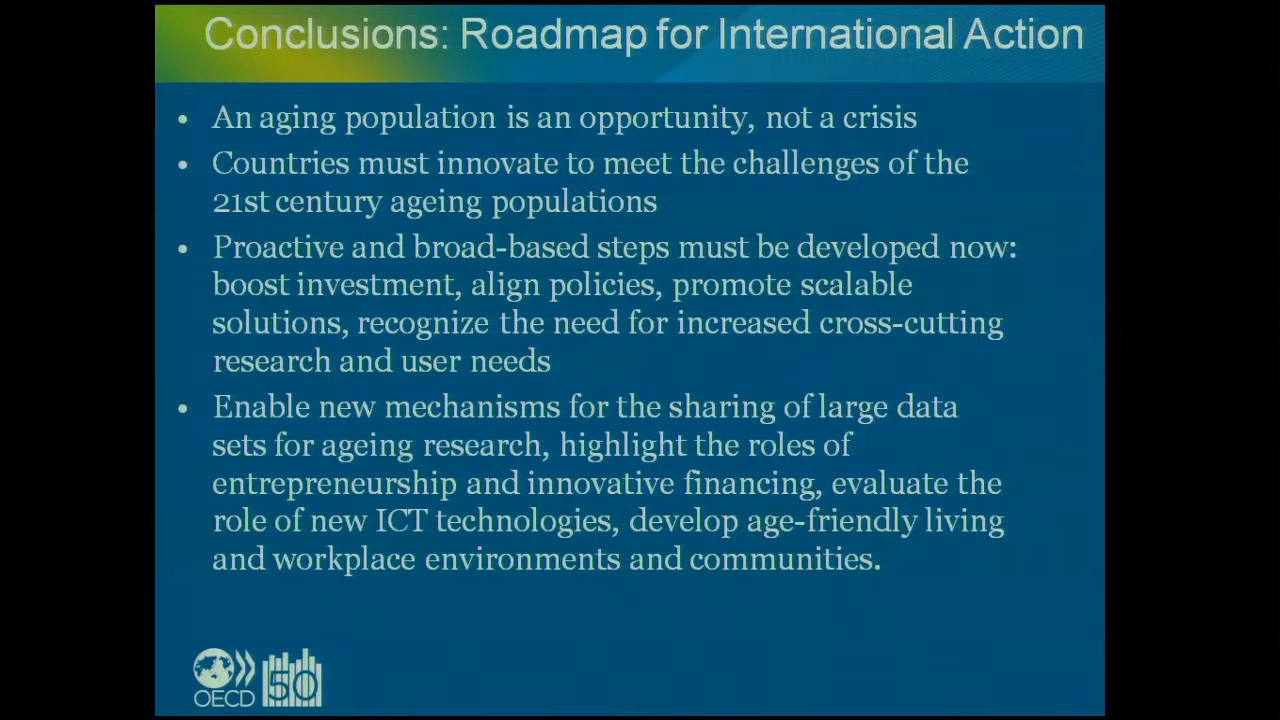 Conclusions: Roadmap for International Action
• An aging population is an opportunity, not a crisis
• Countries must innovate to meet the challenges of the
21st century ageing populations
• Proactive and broad-based steps must be developed now:
boost investment, align policies, promote scalable
solutions, recognize the need for increased cross-cutting
research and user needs
• Enable new mechanisms for the sharing of large data
sets for ageing research, highlight the roles of
entrepreneurship and innovative financing, evaluate the
role of new ICT technologies, develop age-friendly living
and workplace environments and communities.
OECD 50